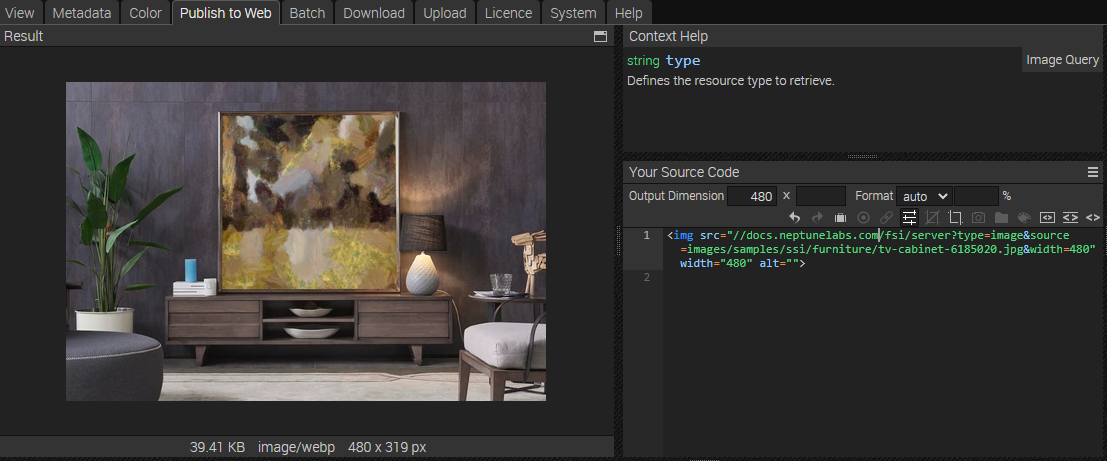 View Metadata Color Publish to Web Batch Download Upload Licence System Help
Result
Context Help
string type
Image Query
Defines the resource type to retrieve.
Your Source Code
Output Dimension 480 x Format auto %
1 <img src="//docs.neptunelabs.com/fsi/server?type=image&source
=images/samples/ssi/furniture/tv-cabinet-6185020.jpg&width=480"
width="480" alt="">
2
39.41 KB image/webp 480 x 319 px